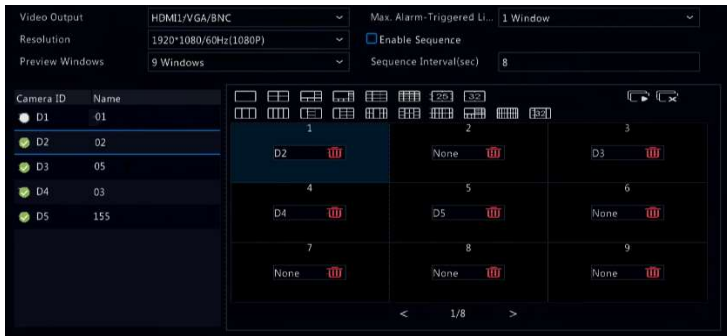 Video Output HDMI1/VGA/BNC Max. Alarm-Triggered Li... 1 Window
Resolution 1920*1080/60Hz(1080P) Enable Sequence
Preview Windows 9 Windows Sequence Interval(sec) 8
Camera ID Name
D1 01
D2 02
D3 05
D4 03
D5 155
25 32
32
1 2 3
D2 None D3
4 5 6
D4 D5 None
7 8 9
None None None
< 1/8 >